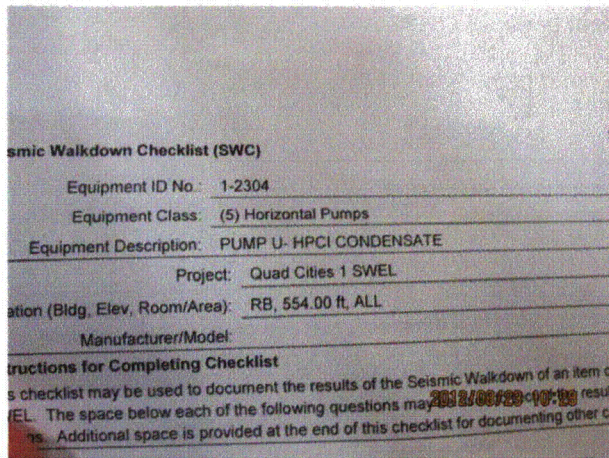 smic Walkdown Checklist (SWC)
Equipment ID No.: 1-2304
Equipment Class: (5) Horizontal Pumps
Equipment Description: PUMP U- HPCI CONDENSATE
Project: Quad Cities 1 SWEL
ation (Bldg, Elev, Room/Area): RB, 554.00 ft, ALL
Manufacturer/Model:
tructions for Completing Checklist
s checklist may be used to document the results of the Seismic Walkdown of an item o
EL. The space below each of the following questions may resu
ns. Additional space is provided at the end of this checklist for documenting other c